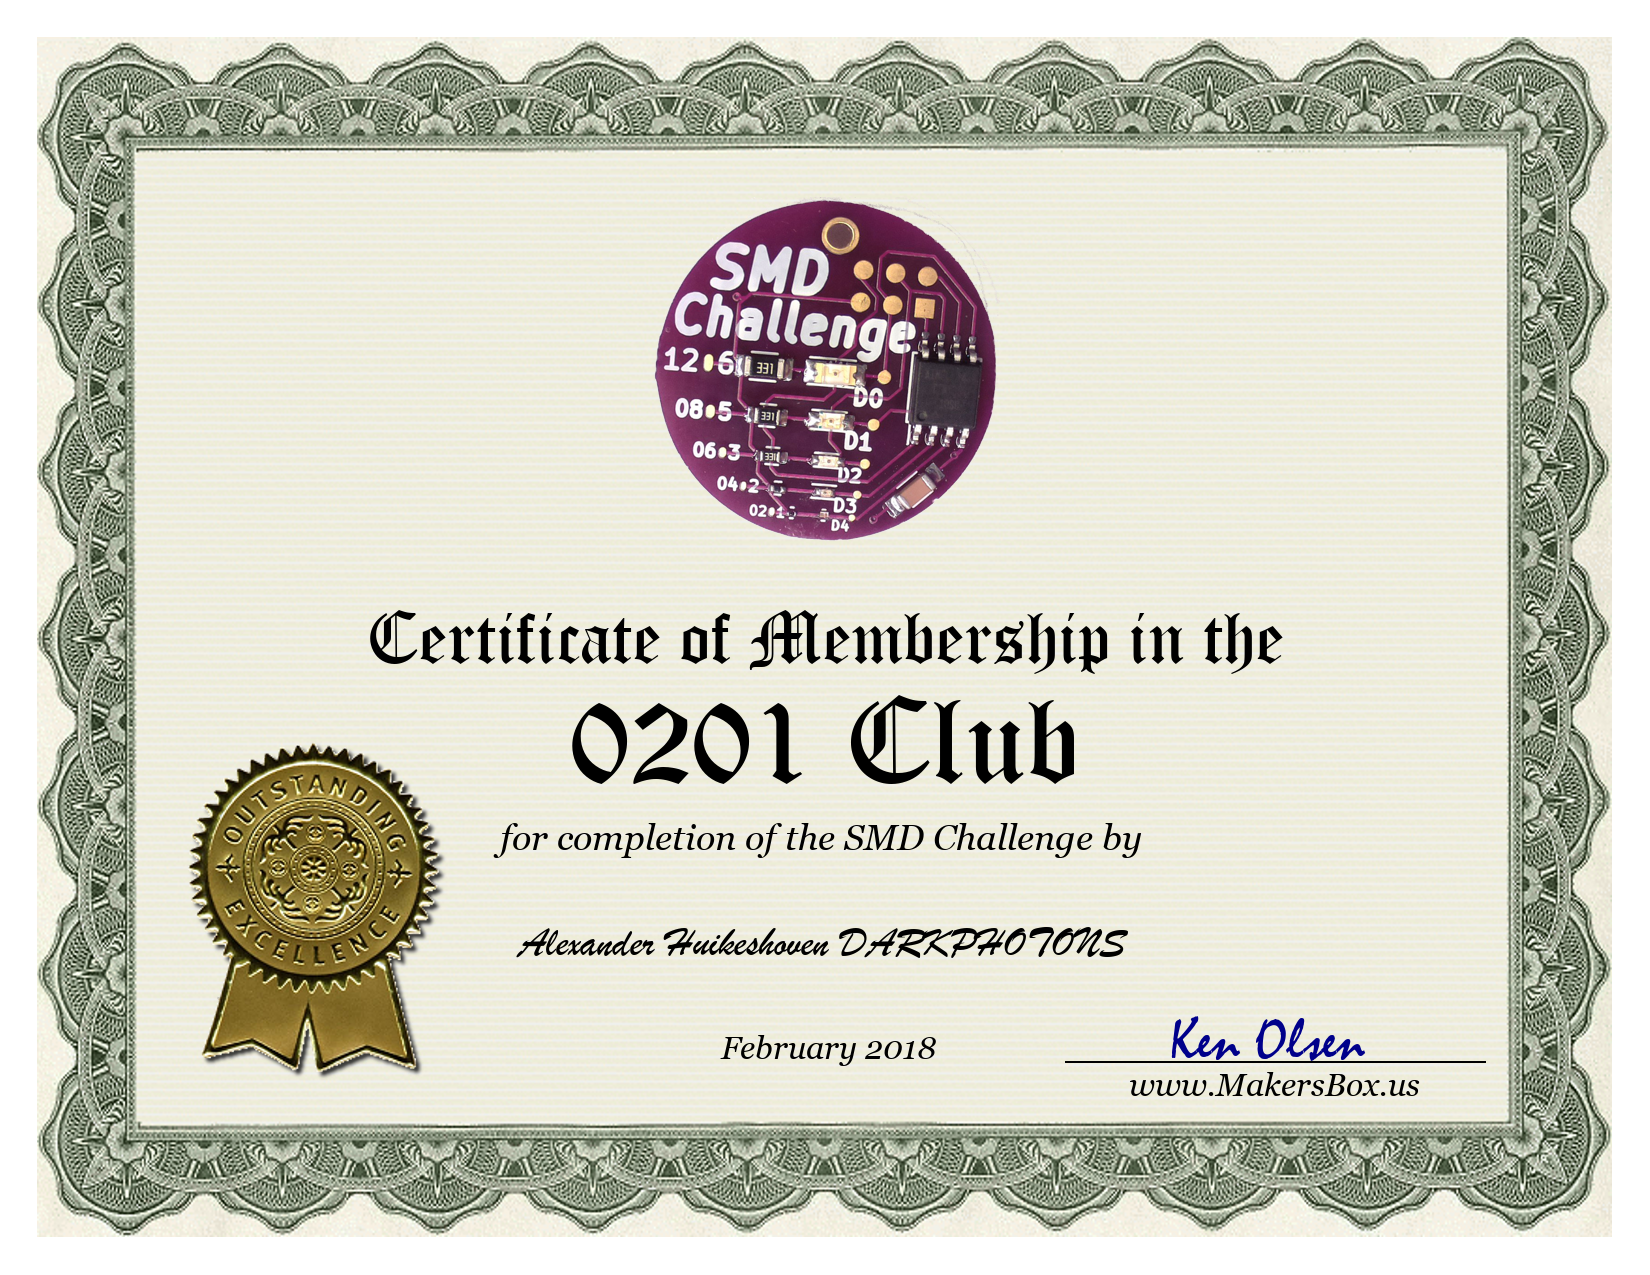 SMD
Challenge
12•6
331
D0
08•5
331
D1
06•3
331
D2
04•2
D3
02•1
D4
Certificate of Membership in the
0201 Club
for completion of the SMD Challenge by
OUTSTANDING
EXCELLENCE
Alexander Huikeshoven DARKPHOTONS
February 2018
Ken Olsen
www.MakersBox.us